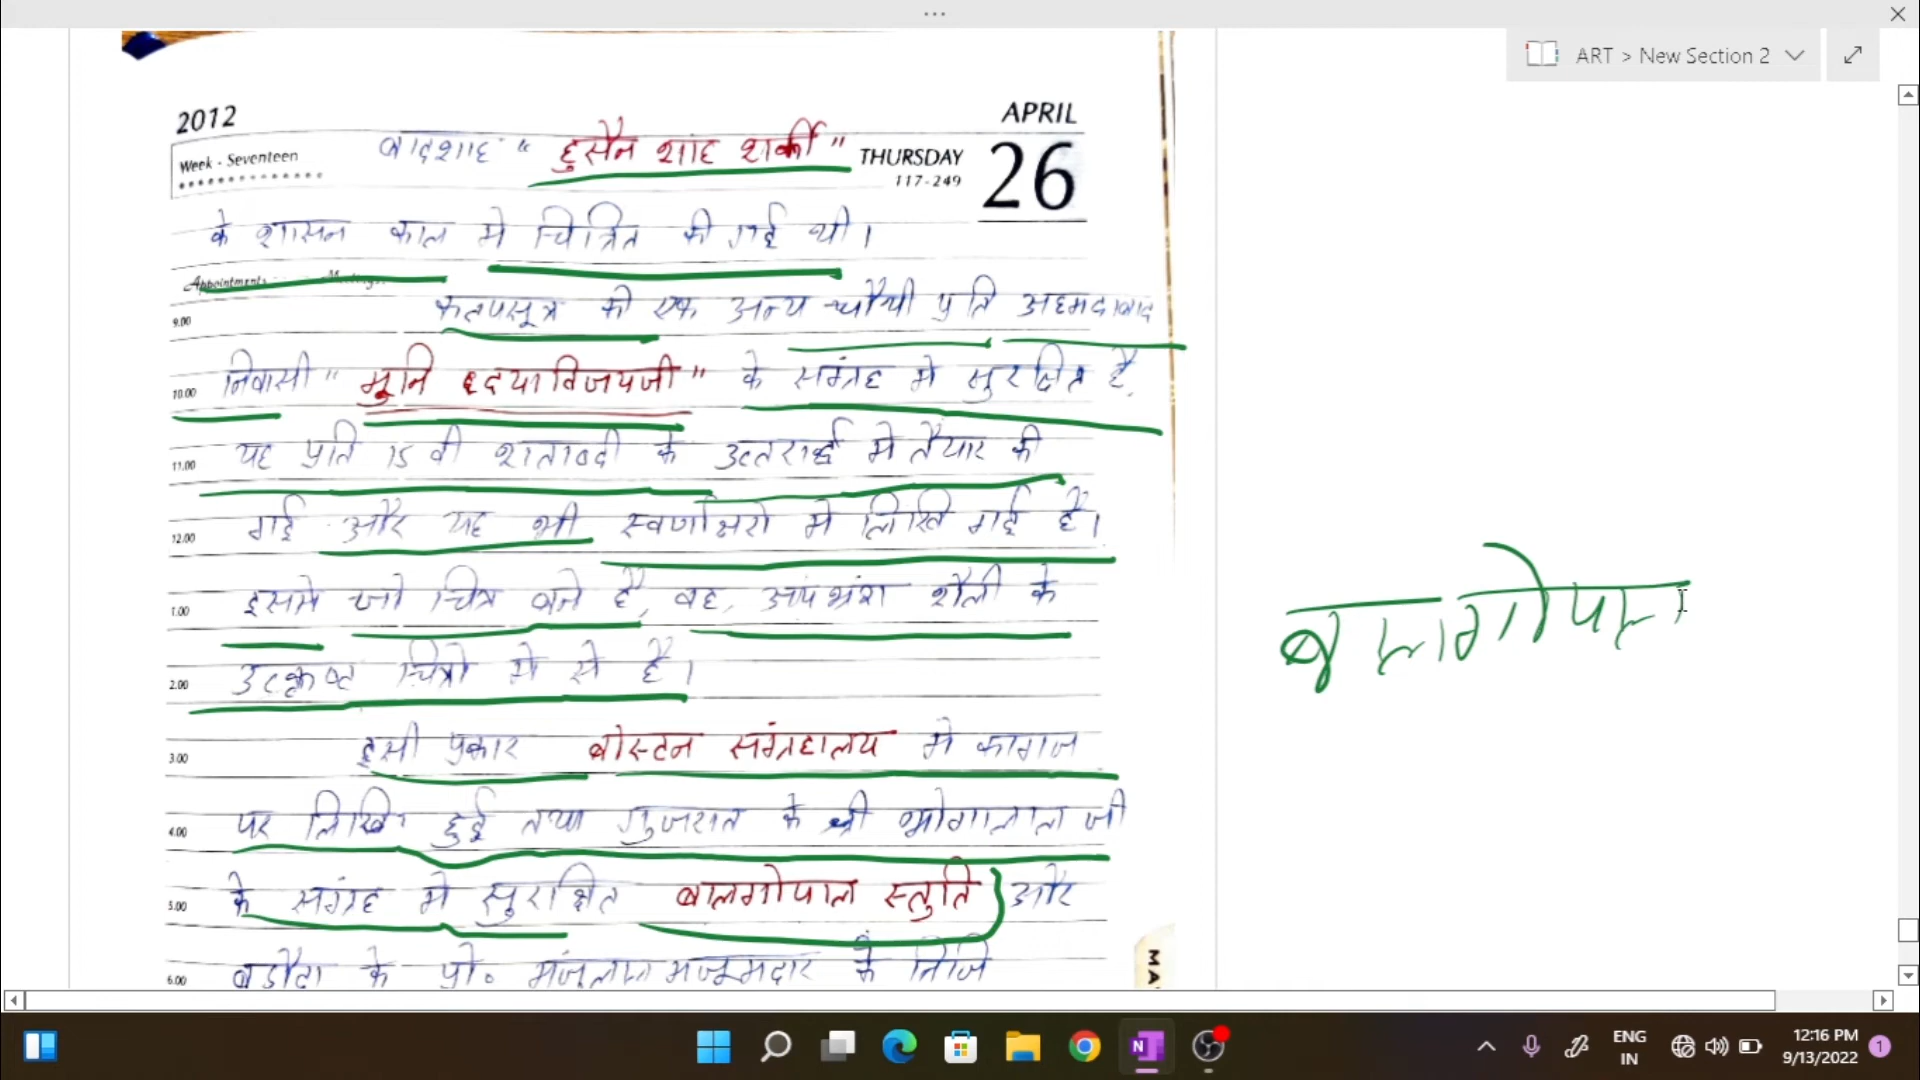 ...
ART > New Section 2
2012
APRIL
Week - Seventeen
बादशाह "हुसैन शाह शर्की"
THURSDAY
117-249
26
के शासन काल मे चित्रित की गई थी।
Appointments
9.00 कल्पसूत्र की एक अन्य चौथी प्रति अहमदाबाद
10.00 निवासी "मुनि दयाविजयजी" के संग्रह मे सुरक्षित है,
11.00 यह प्रति 15 वी शताब्दी के उत्तरार्द्ध मे तैयार की
12.00 गई और यह भी स्वर्णाक्षरो मे लिखि गई है।
1.00 इसमे जो चित्र बने है, वह, अपभ्रंश शैली के
2.00 उत्कृष्ट चित्रो मे से है।
3.00 इसी प्रकार बोस्टन संग्रहालय मे कागज
4.00 पर लिखि हुई तथा गुजरात के श्री भोगालाल जी
5.00 के संग्रह मे सुरक्षित बालगोपाल स्तुति और
6.00 बडौदा के प्रो० मंजूलाल मजूमदार के निजि
बालगोपाल
MA
ENG
IN
12:16 PM
9/13/2022
1